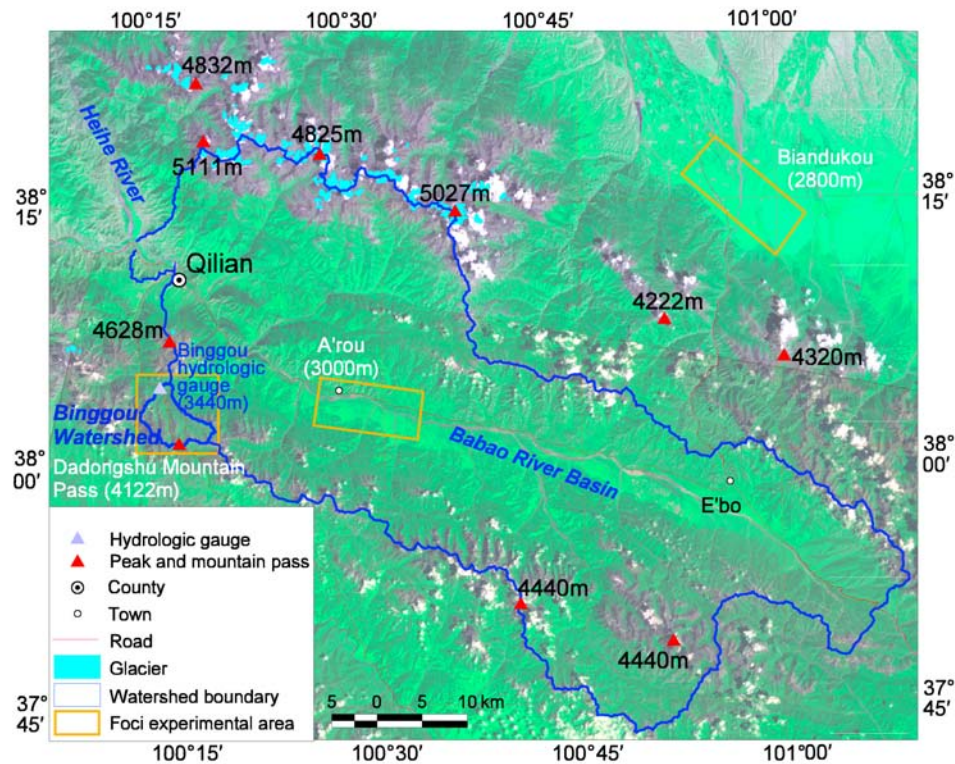 100°15' 100°30' 100°45' 101°00'
4832m
Heihe River
4825m
5111m
Biandukou
(2800m)
38°
15'
38°
15'
5027m
Qilian
4222m
4628m
4320m
A'rou
(3000m)
Binggou
hydrologic
gauge
(3440m)
Binggou
Watershed
Babao River Basin
38°
00'
38°
00'
Dadongshu Mountain
Pass (4122m)
E'bo
Hydrologic gauge
Peak and mountain pass
County
Town
Road
Glacier
Watershed boundary
Foci experimental area
4440m
4440m
37°
45'
37°
45'
5 0 5 10 km
100°15' 100°30' 100°45' 101°00'